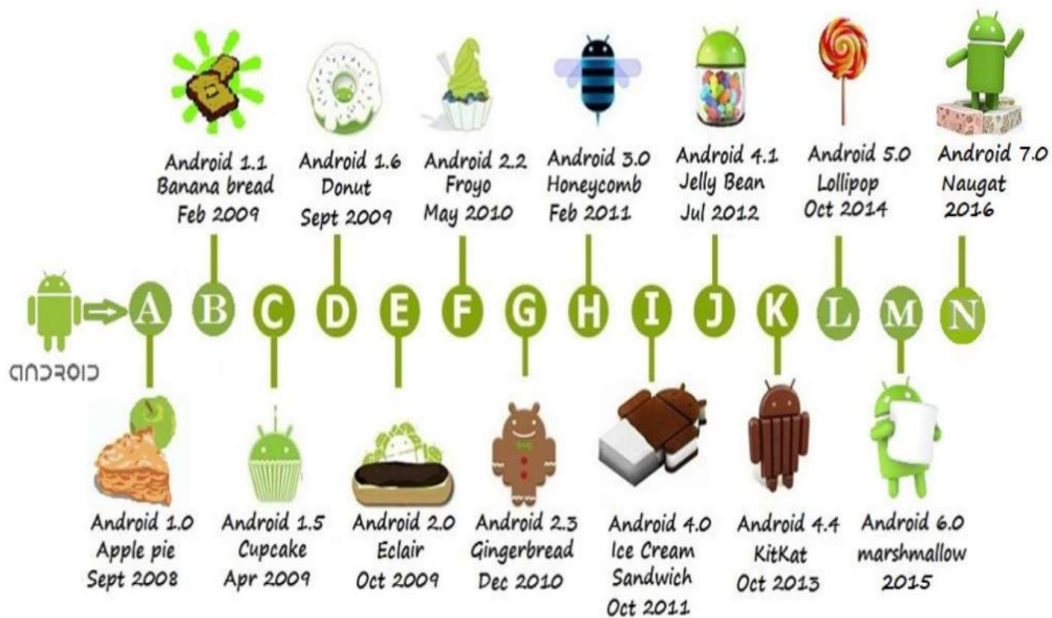 Android 1.1
Banana bread
Feb 2009
Android 1.6
Donut
Sept 2009
Android 2.2
Froyo
May 2010
Android 3.0
Honeycomb
Feb 2011
Android 4.1
Jelly Bean
Jul 2012
Android 5.0
Lollipop
Oct 2014
Android 7.0
Naugat
2016
A B C D E F G H I J K L M N
ANDROID
Android 1.0
Apple pie
Sept 2008
Android 1.5
Cupcake
Apr 2009
Android 2.0
Eclair
Oct 2009
Android 2.3
Gingerbread
Dec 2010
Android 4.0
Ice Cream
Sandwich
Oct 2011
Android 4.4
KitKat
Oct 2013
Android 6.0
marshmallow
2015